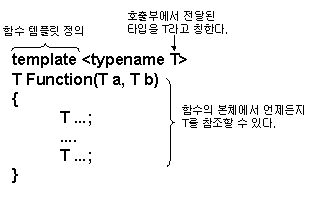 호출부에서 전달된
타입을 T라고 칭한다.
함수 템플릿 정의
template <typename T>
T Function(T a, T b)
{
T ...;
....
T ...;
}
함수의 본체에서 언제든지
T를 참조할 수 있다.